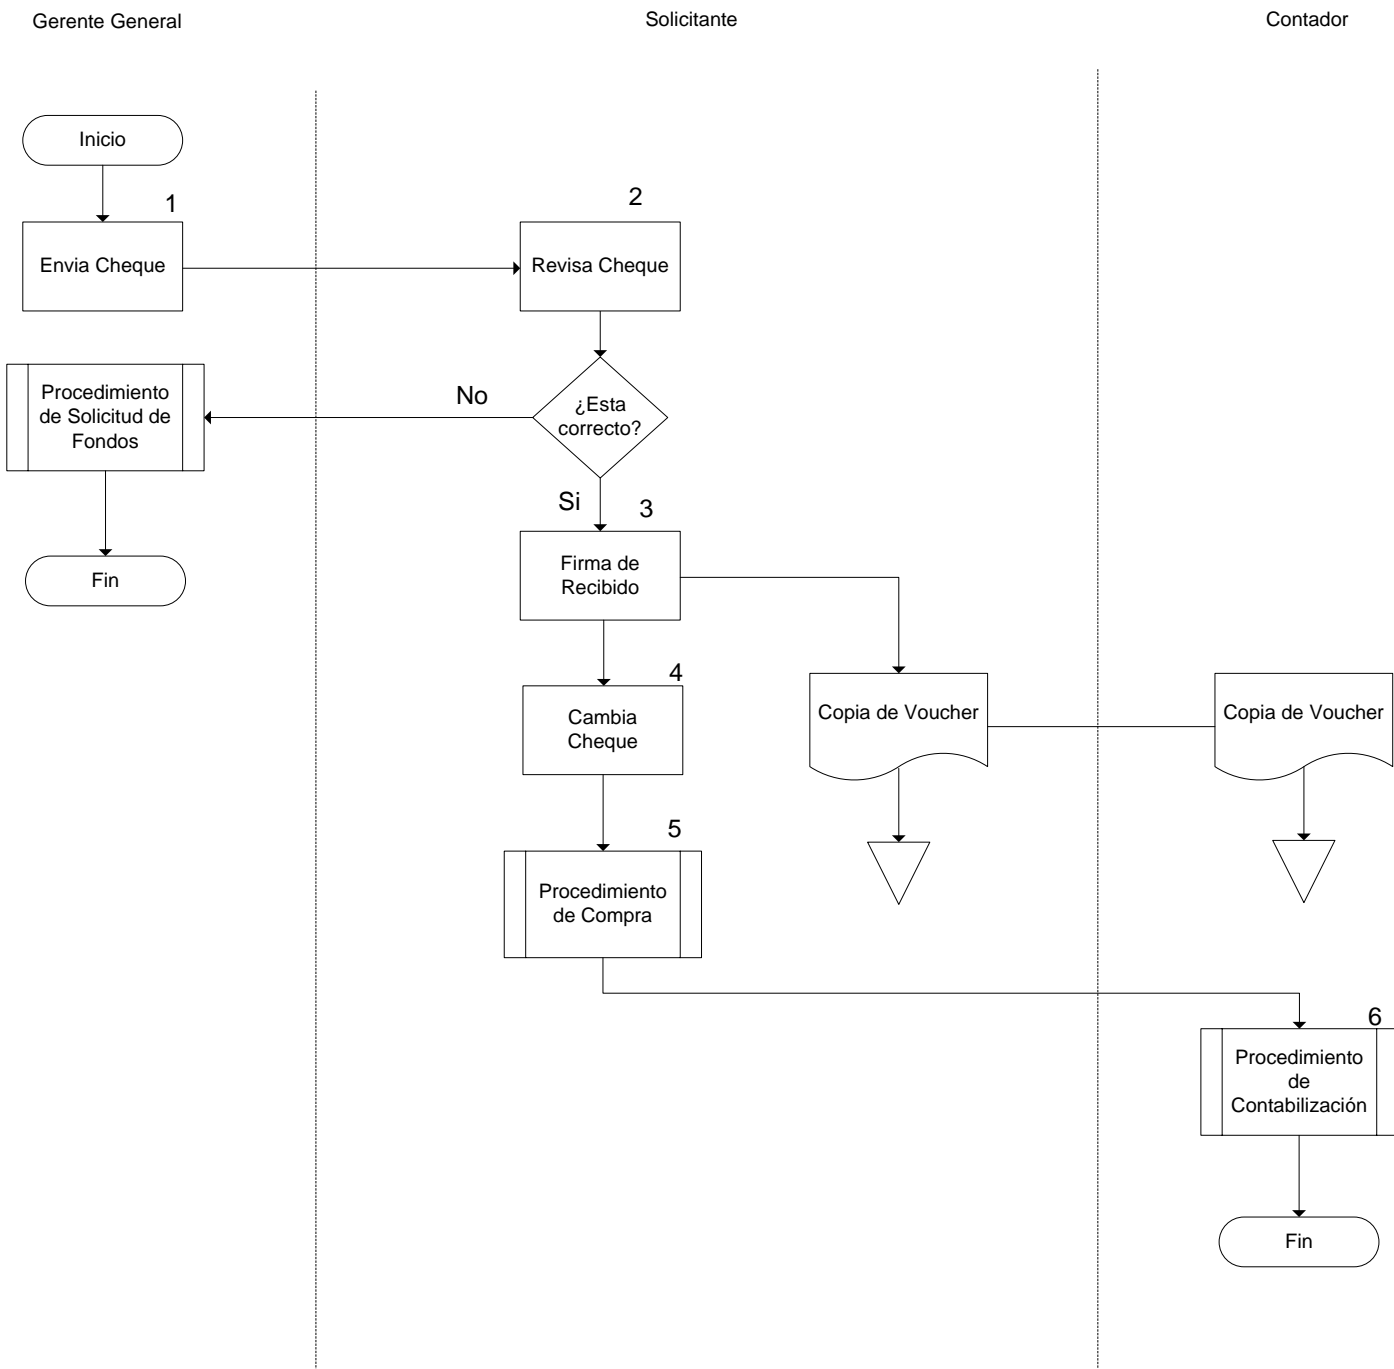 Gerente General
Solicitante
Contador
Inicio
1
2
Envia Cheque
Revisa Cheque
Procedimiento
de Solicitud de
Fondos
No
¿Esta
correcto?
Si
3
Fin
Firma de
Recibido
4
Cambia
Cheque
Copia de Voucher
Copia de Voucher
5
Procedimiento
de Compra
6
Procedimiento
de
Contabilización
Fin